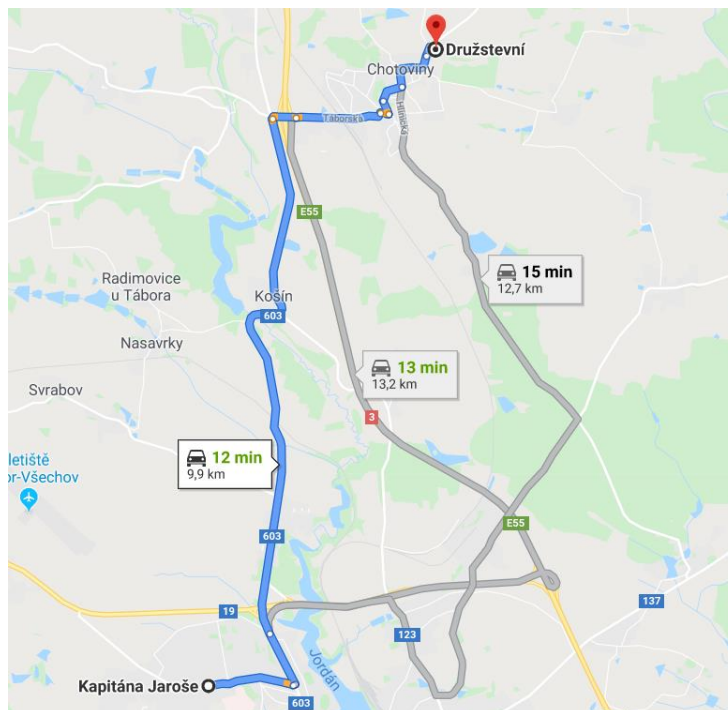 Družstevní
Chotoviny
Táborská
Hlinická
E55
15 min
12,7 km
Radimovice
u Tábora
Košín
603
Nasavrky
13 min
13,2 km
Svrabov
3
12 min
9,9 km
letiště
or-Všechov
E55
603
19
137
123
Jordán
Kapitána Jaroše
603